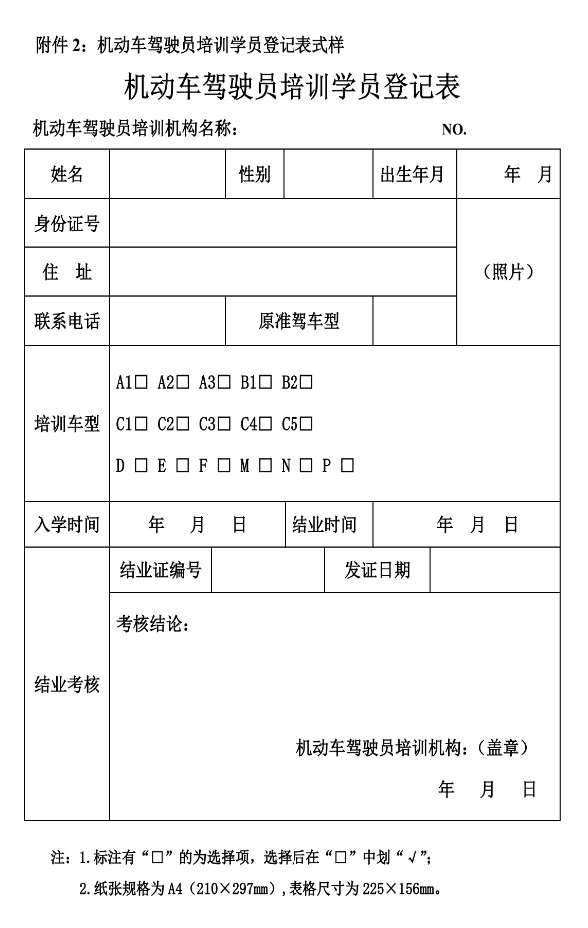 附件2：机动车驾驶员培训学员登记表式样
机动车驾驶员培训学员登记表
机动车驾驶员培训机构名称： NO.
姓名 性别 出生年月 年 月
身份证号
住 址 （照片）
联系电话 原准驾车型
A1□ A2□ A3□ B1□ B2□
培训车型 C1□ C2□ C3□ C4□ C5□
D □ E □ F □ M □ N □ P □
入学时间 年 月 日 结业时间 年 月 日
结业证编号 发证日期
考核结论：
结业考核
机动车驾驶员培训机构：（盖章）
年 月 日
注：1.标注有“□”的为选择项，选择后在“□”中划“√”；
2.纸张规格为A4（210×297mm）,表格尺寸为225×156mm。